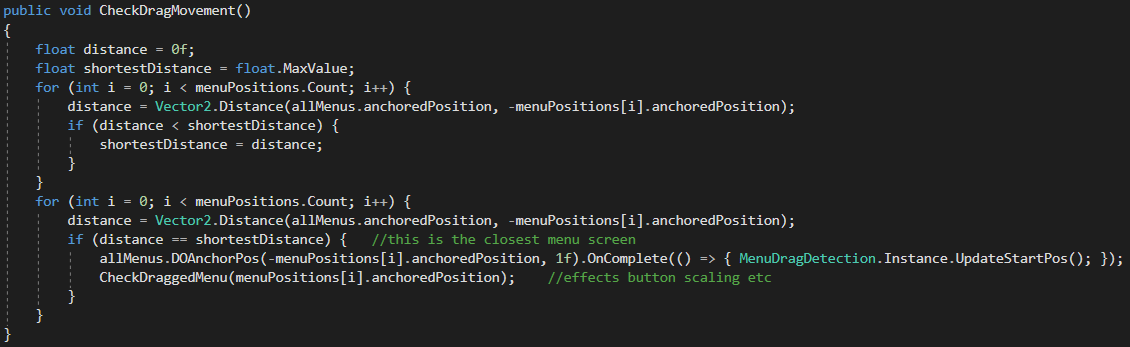 public void CheckDragMovement()
{
float distance = 0f;
float shortestDistance = float.MaxValue;
for (int i = 0; i < menuPositions.Count; i++) {
distance = Vector2.Distance(allMenus.anchoredPosition, -menuPositions[i].anchoredPosition);
if (distance < shortestDistance) {
shortestDistance = distance;
}
}
for (int i = 0; i < menuPositions.Count; i++) {
distance = Vector2.Distance(allMenus.anchoredPosition, -menuPositions[i].anchoredPosition);
if (distance == shortestDistance) {   //this is the closest menu screen
allMenus.DOAnchorPos(-menuPositions[i].anchoredPosition, 1f).OnComplete(() => { MenuDragDetection.Instance.UpdateStartPos(); });
CheckDraggedMenu(menuPositions[i].anchoredPosition);    //effects button scaling etc
}
}
}